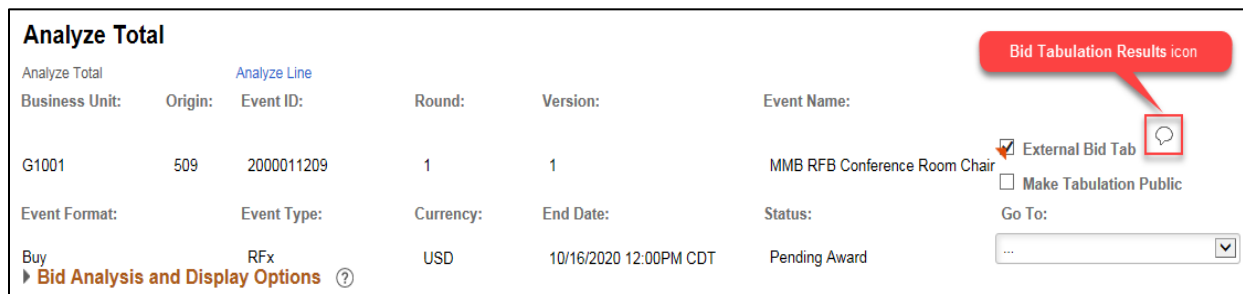 Analyze Total
Bid Tabulation Results icon
Analyze Total Analyze Line
Business Unit: Origin: Event ID: Round: Version: Event Name:
External Bid Tab
G1001 509 2000011209 1 1 MMB RFB Conference Room Chair
Make Tabulation Public
Event Format: Event Type: Currency: End Date: Status: Go To:
Buy RFx USD 10/16/2020 12:00PM CDT Pending Award ...
Bid Analysis and Display Options ?